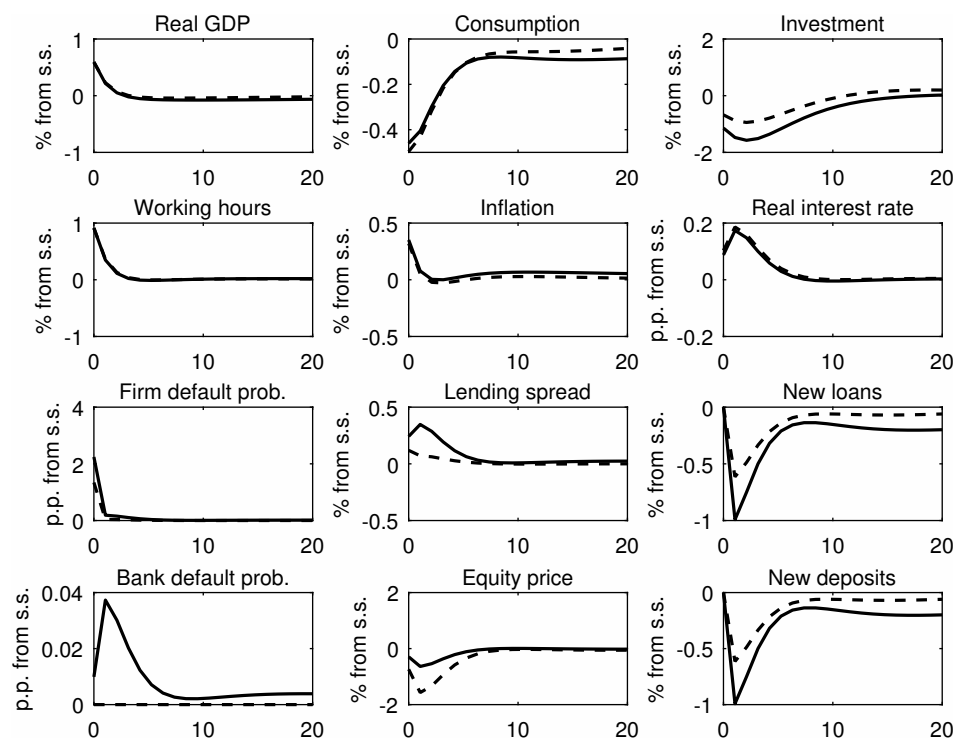 Real GDP
% from s.s.
1
0
-1
0 10 20
Consumption
% from s.s.
0
-0.2
-0.4
0 10 20
Investment
% from s.s.
2
0
-2
0 10 20
Working hours
% from s.s.
1
0
-1
0 10 20
Inflation
% from s.s.
0.5
0
-0.5
0 10 20
Real interest rate
p.p. from s.s.
0.2
0
-0.2
0 10 20
Firm default prob.
p.p. from s.s.
4
2
0
0 10 20
Lending spread
% from s.s.
0.5
0
-0.5
0 10 20
New loans
% from s.s.
0
-0.5
-1
0 10 20
Bank default prob.
p.p. from s.s.
0.04
0.02
0
0 10 20
Equity price
% from s.s.
2
0
-2
0 10 20
New deposits
% from s.s.
0
-0.5
-1
0 10 20